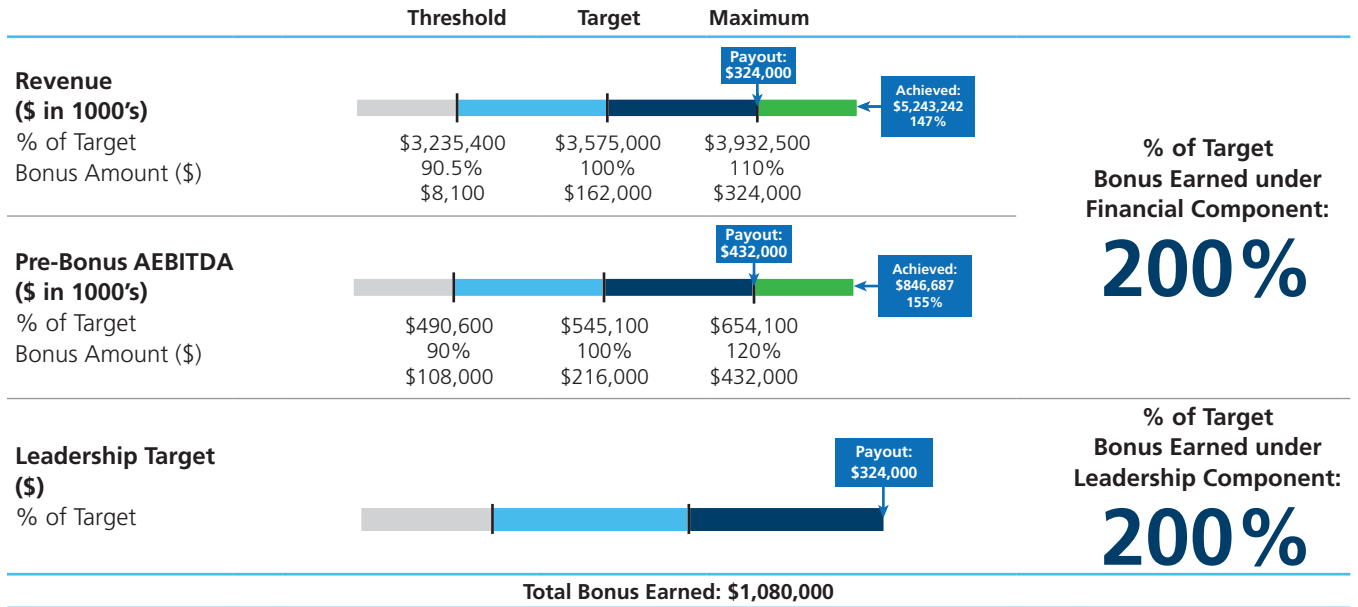 Threshold Target Maximum
Revenue
($ in 1000's)
% of Target
Bonus Amount ($)
Payout:
$324,000
Achieved:
$5,243,242
147%
$3,235,400 $3,575,000 $3,932,500
90.5% 100% 110%
$8,100 $162,000 $324,000
Pre-Bonus AEBITDA
($ in 1000's)
% of Target
Bonus Amount ($)
Payout:
$432,000
Achieved:
$846,687
155%
$490,600 $545,100 $654,100
90% 100% 120%
$108,000 $216,000 $432,000
% of Target
Bonus Earned under
Financial Component:
200%
Leadership Target
($)
% of Target
Payout:
$324,000
% of Target
Bonus Earned under
Leadership Component:
200%
Total Bonus Earned: $1,080,000